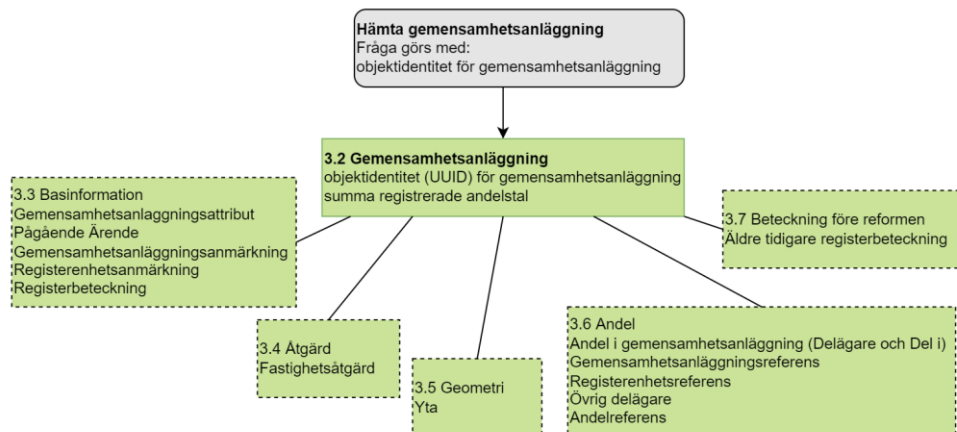 Hämta gemensamhetsanläggning
Fråga görs med:
objektidentitet för gemensamhetsanläggning
3.2 Gemensamhetsanläggning
objektidentitet (UUID) för gemensamhetsanläggning
summa registrerade andelstal
3.3 Basinformation
Gemensamhetsanlaggningsattribut
Pågående Ärende
Gemensamhetsanläggningsanmärkning
Registerenhetsanmärkning
Registerbeteckning
3.7 Beteckning före reformen
Äldre tidigare registerbeteckning
3.4 Åtgärd
Fastighetsåtgärd
3.5 Geometri
Yta
3.6 Andel
Andel i gemensamhetsanläggning (Delägare och Del i)
Gemensamhetsanläggningsreferens
Registerenhetsreferens
Övrig delägare
Andelreferens